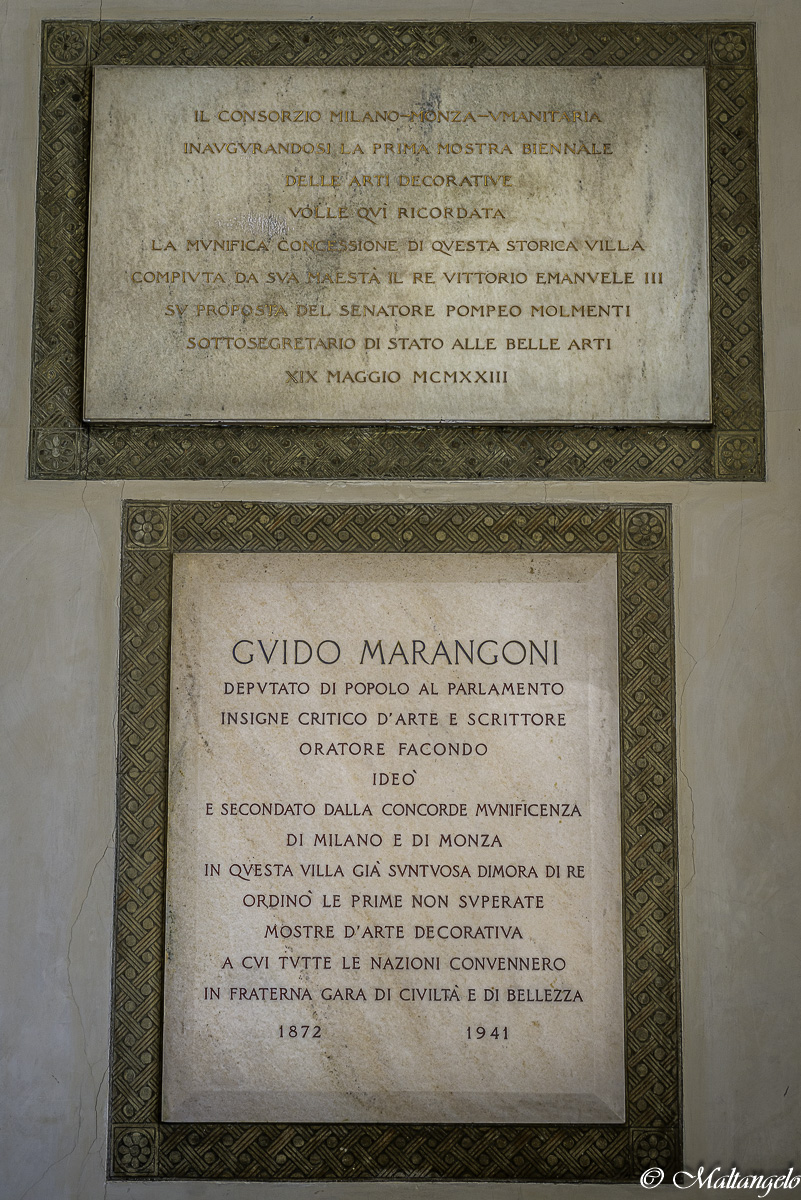 IL CONSORZIO MILANO-MONZA-VMANITARIA
INAVGVRANDOSI LA PRIMA MOSTRA BIENNALE
DELLE ARTI DECORATIVE
VOLLE QVÌ RICORDATA
LA MVNIFICA CONCESSIONE DI QVESTA STORICA VILLA
COMPIVTA DA SVA MAESTÀ IL RE VITTORIO EMANVELE III
SV PROPOSTA DEL SENATORE POMPEO MOLMENTI
SOTTOSEGRETARIO DI STATO ALLE BELLE ARTI
XIX MAGGIO MCMXXIII
GVIDO MARANGONI
DEPVTATO DI POPOLO AL PARLAMENTO
INSIGNE CRITICO D'ARTE E SCRITTORE
ORATORE FACONDO
IDEÒ
E SECONDATO DALLA CONCORDE MVNIFICENZA
DI MILANO E DI MONZA
IN QVESTA VILLA GIÀ SVNTVOSA DIMORA DI RE
ORDINÒ LE PRIME NON SVPERATE
MOSTRE D'ARTE DECORATIVA
A CVI TVTTE LE NAZIONI CONVENNERO
IN FRATERNA GARA DI CIVILTÀ E DI BELLEZZA
1872 1941
© Maltangelo